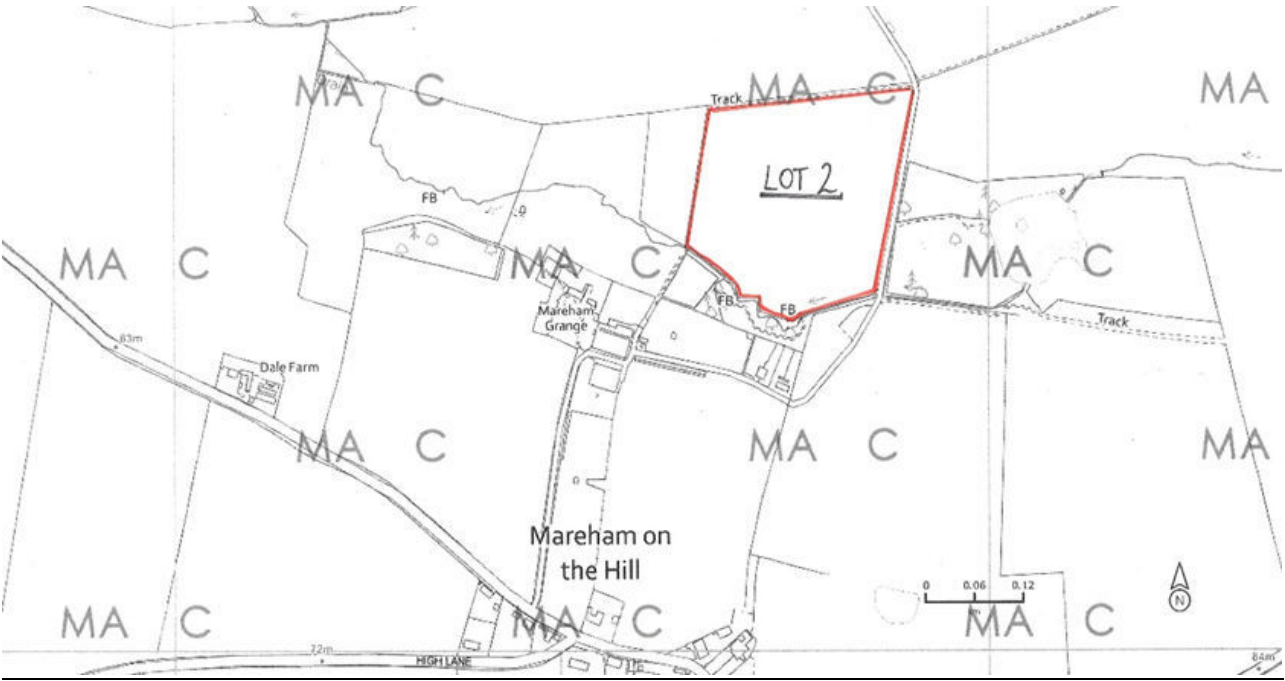 MA C
MA C
MA
Track
LOT 2
FB
MA C
MA C
MA C
FB
FB
Mareham
Grange
Track
83m
Dale Farm
MA C
MA C
MA
Mareham on
the Hill
0 0.06 0.12
MA C
MA C
MA C
N
72m
HIGH LANE
84m